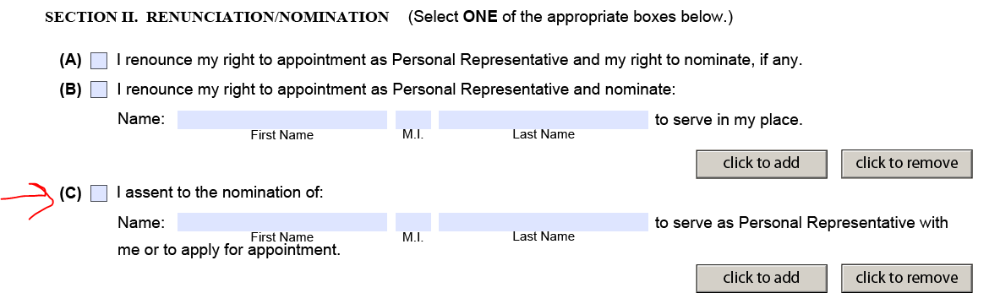 SECTION II. RENUNCIATION/NOMINATION (Select ONE of the appropriate boxes below.)
(A) I renounce my right to appointment as Personal Representative and my right to nominate, if any.
(B) I renounce my right to appointment as Personal Representative and nominate:
Name: to serve in my place.
First Name M.I. Last Name
click to add click to remove
(C) I assent to the nomination of:
Name: to serve as Personal Representative with
First Name M.I. Last Name
me or to apply for appointment.
click to add click to remove